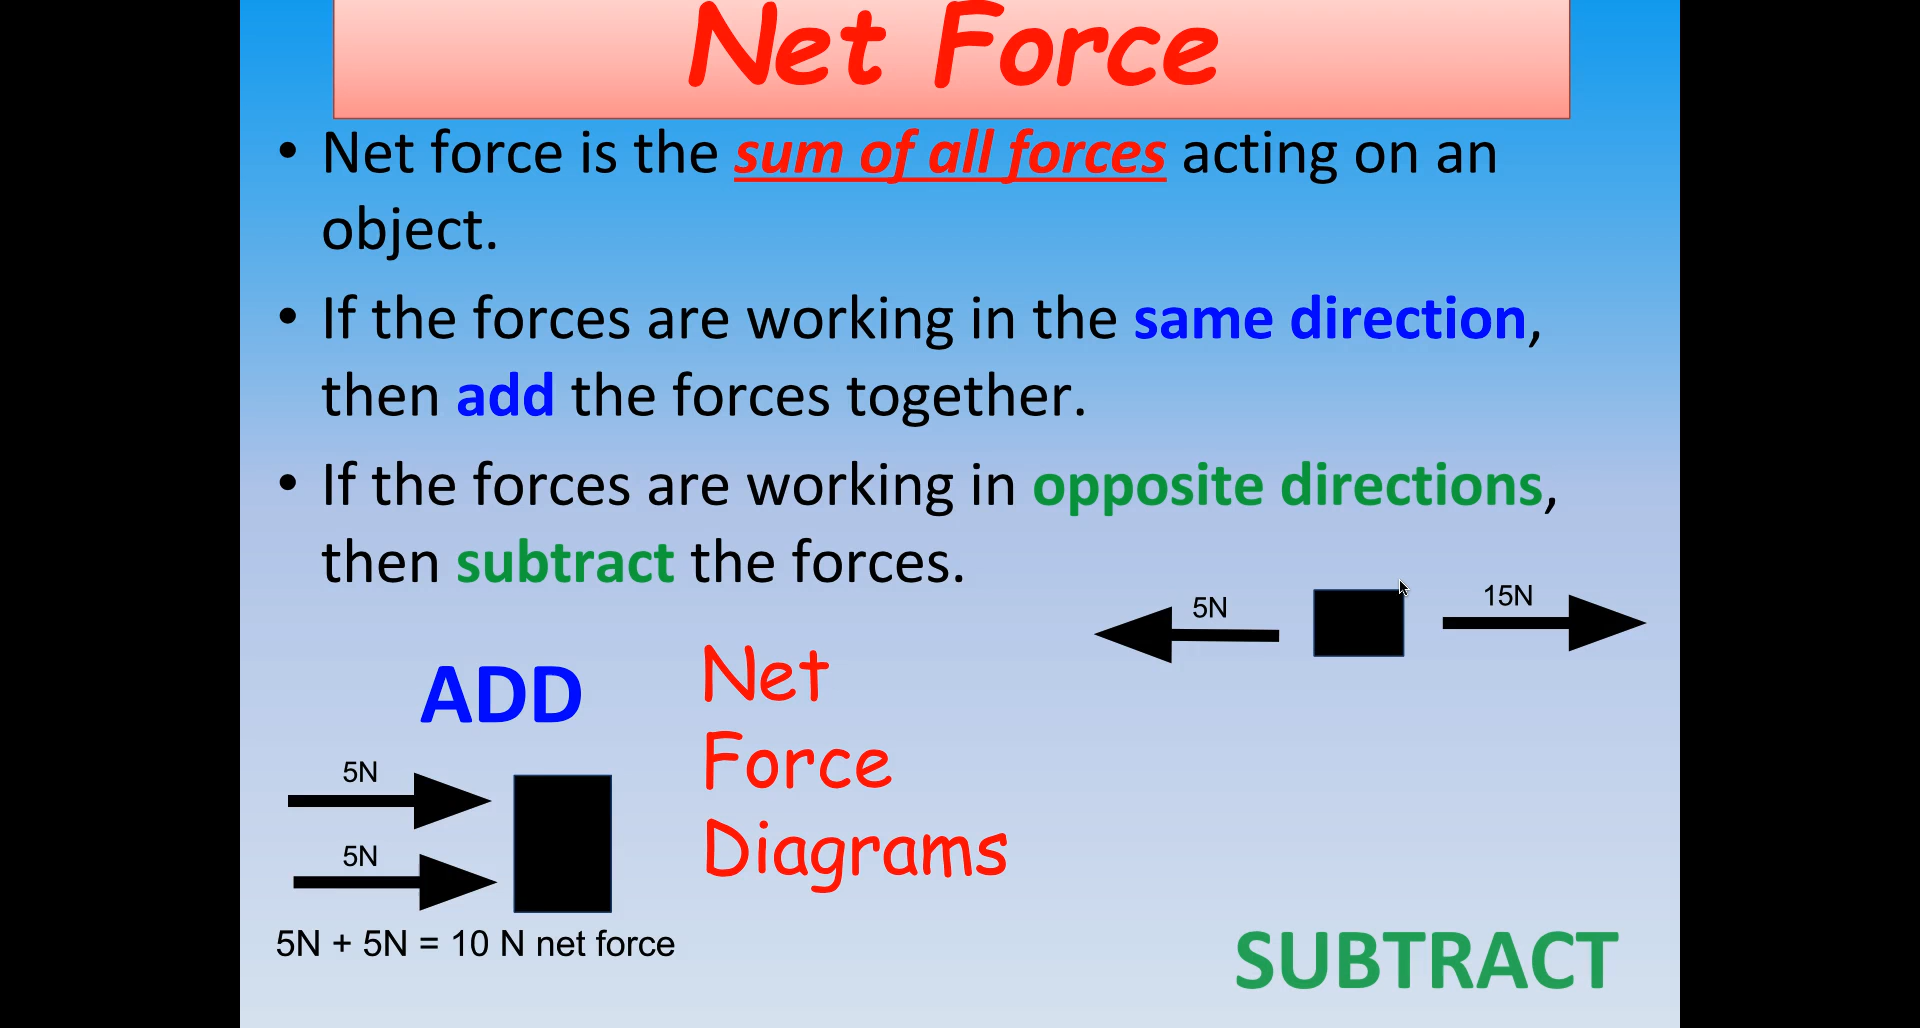 Net Force
• Net force is the sum of all forces acting on an
object.
• If the forces are working in the same direction,
then add the forces together.
• If the forces are working in opposite directions,
then subtract the forces.
5N
15N
ADD
Net
Force
Diagrams
5N
5N
5N + 5N = 10 N net force
SUBTRACT